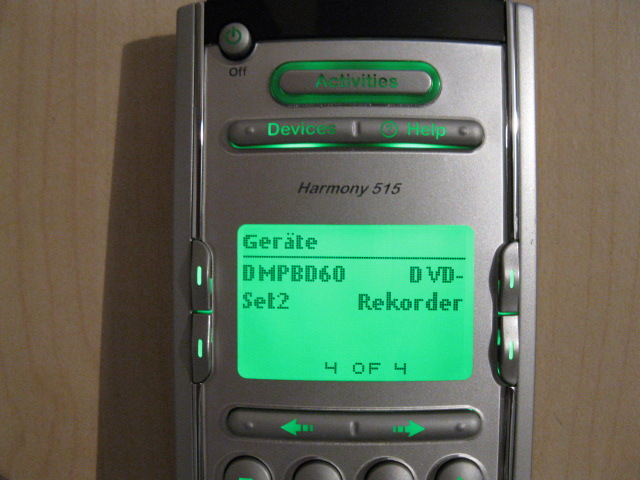 Off
Activities
Devices Help
Harmony 515
Geräte
DMPBD60 DVD-
Set2 Rekorder
4 OF 4